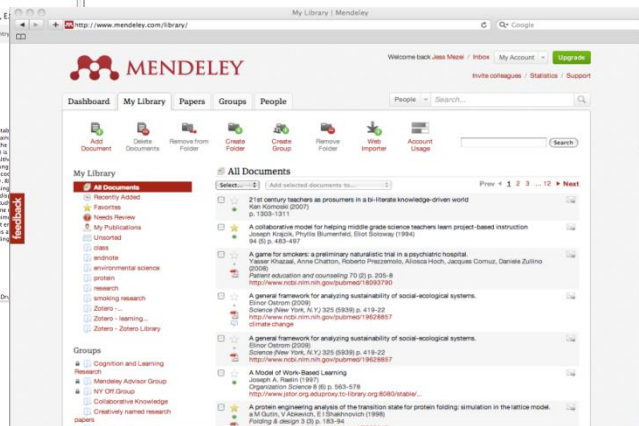 My Library | Mendeley
http://www.mendeley.com/library/
Google
MENDELEY
Welcome back Jess Mezei / Inbox My Account Upgrade
Invite colleagues / Statistics / Support
Dashboard My Library Papers Groups People
People Search...
Add Document
Delete Documents
Remove from Folder
Create Folder
Create Group
Remove Folder
Web Importer
Account Usage
(Search)
My Library
All Documents
Recently Added
Favorites
Needs Review
My Publications
Unsorted
class
endnote
environmental science
protein
research
smoking research
Zotero -...
Zotero - learning...
Zotero - Zotero Library
Groups
Cognition and Learning
Research
Mendeley Advisor Group
NY Off.Group
Collaborative Knowledge
Creatively named research
papers
feedback
All Documents
Select... Add selected documents to...
Prev < 1 2 3 ... 12 Next
21st century teachers as prosumers in a bi-literate knowledge-driven world
Ken Komoski (2007)
p. 1303-1311
A collaborative model for helping middle grade science teachers learn project-based instruction
Joseph Krajcik, Phyllis Blumenfeld, Elliot Soloway (1994)
94 (5) p. 483-497
A game for smokers: a preliminary naturalistic trial in a psychiatric hospital.
Yasser Khazaal, Anne Chatton, Roberto Prezzemolo, Aliosca Hoch, Jacques Cornuz, Daniele Zullino
(2008)
Patient education and counseling 70 (2) p. 205-8
http://www.ncbi.nlm.nih.gov/pubmed/18093790
A general framework for analyzing sustainability of social-ecological systems.
Elinor Ostrom (2009)
Science (New York, N.Y.) 325 (5939) p. 419-22
http://www.ncbi.nlm.nih.gov/pubmed/19628857
climate change
A general framework for analyzing sustainability of social-ecological systems.
Elinor Ostrom (2009)
Science (New York, N.Y.) 325 (5939) p. 419-22
http://www.ncbi.nlm.nih.gov/pubmed/19628857
A Model of Work-Based Learning
Joseph A. Raelin (1997)
Organization Science 8 (6) p. 563-578
http://www.jstor.org.eduproxy.tc-library.org:8080/stable/...
A protein engineering analysis of the transition state for protein folding: simulation in the lattice model.
a M Gutin, V Abkevich, E I Shakhnovich (1998)
Folding & design 3 (3) p. 183-94